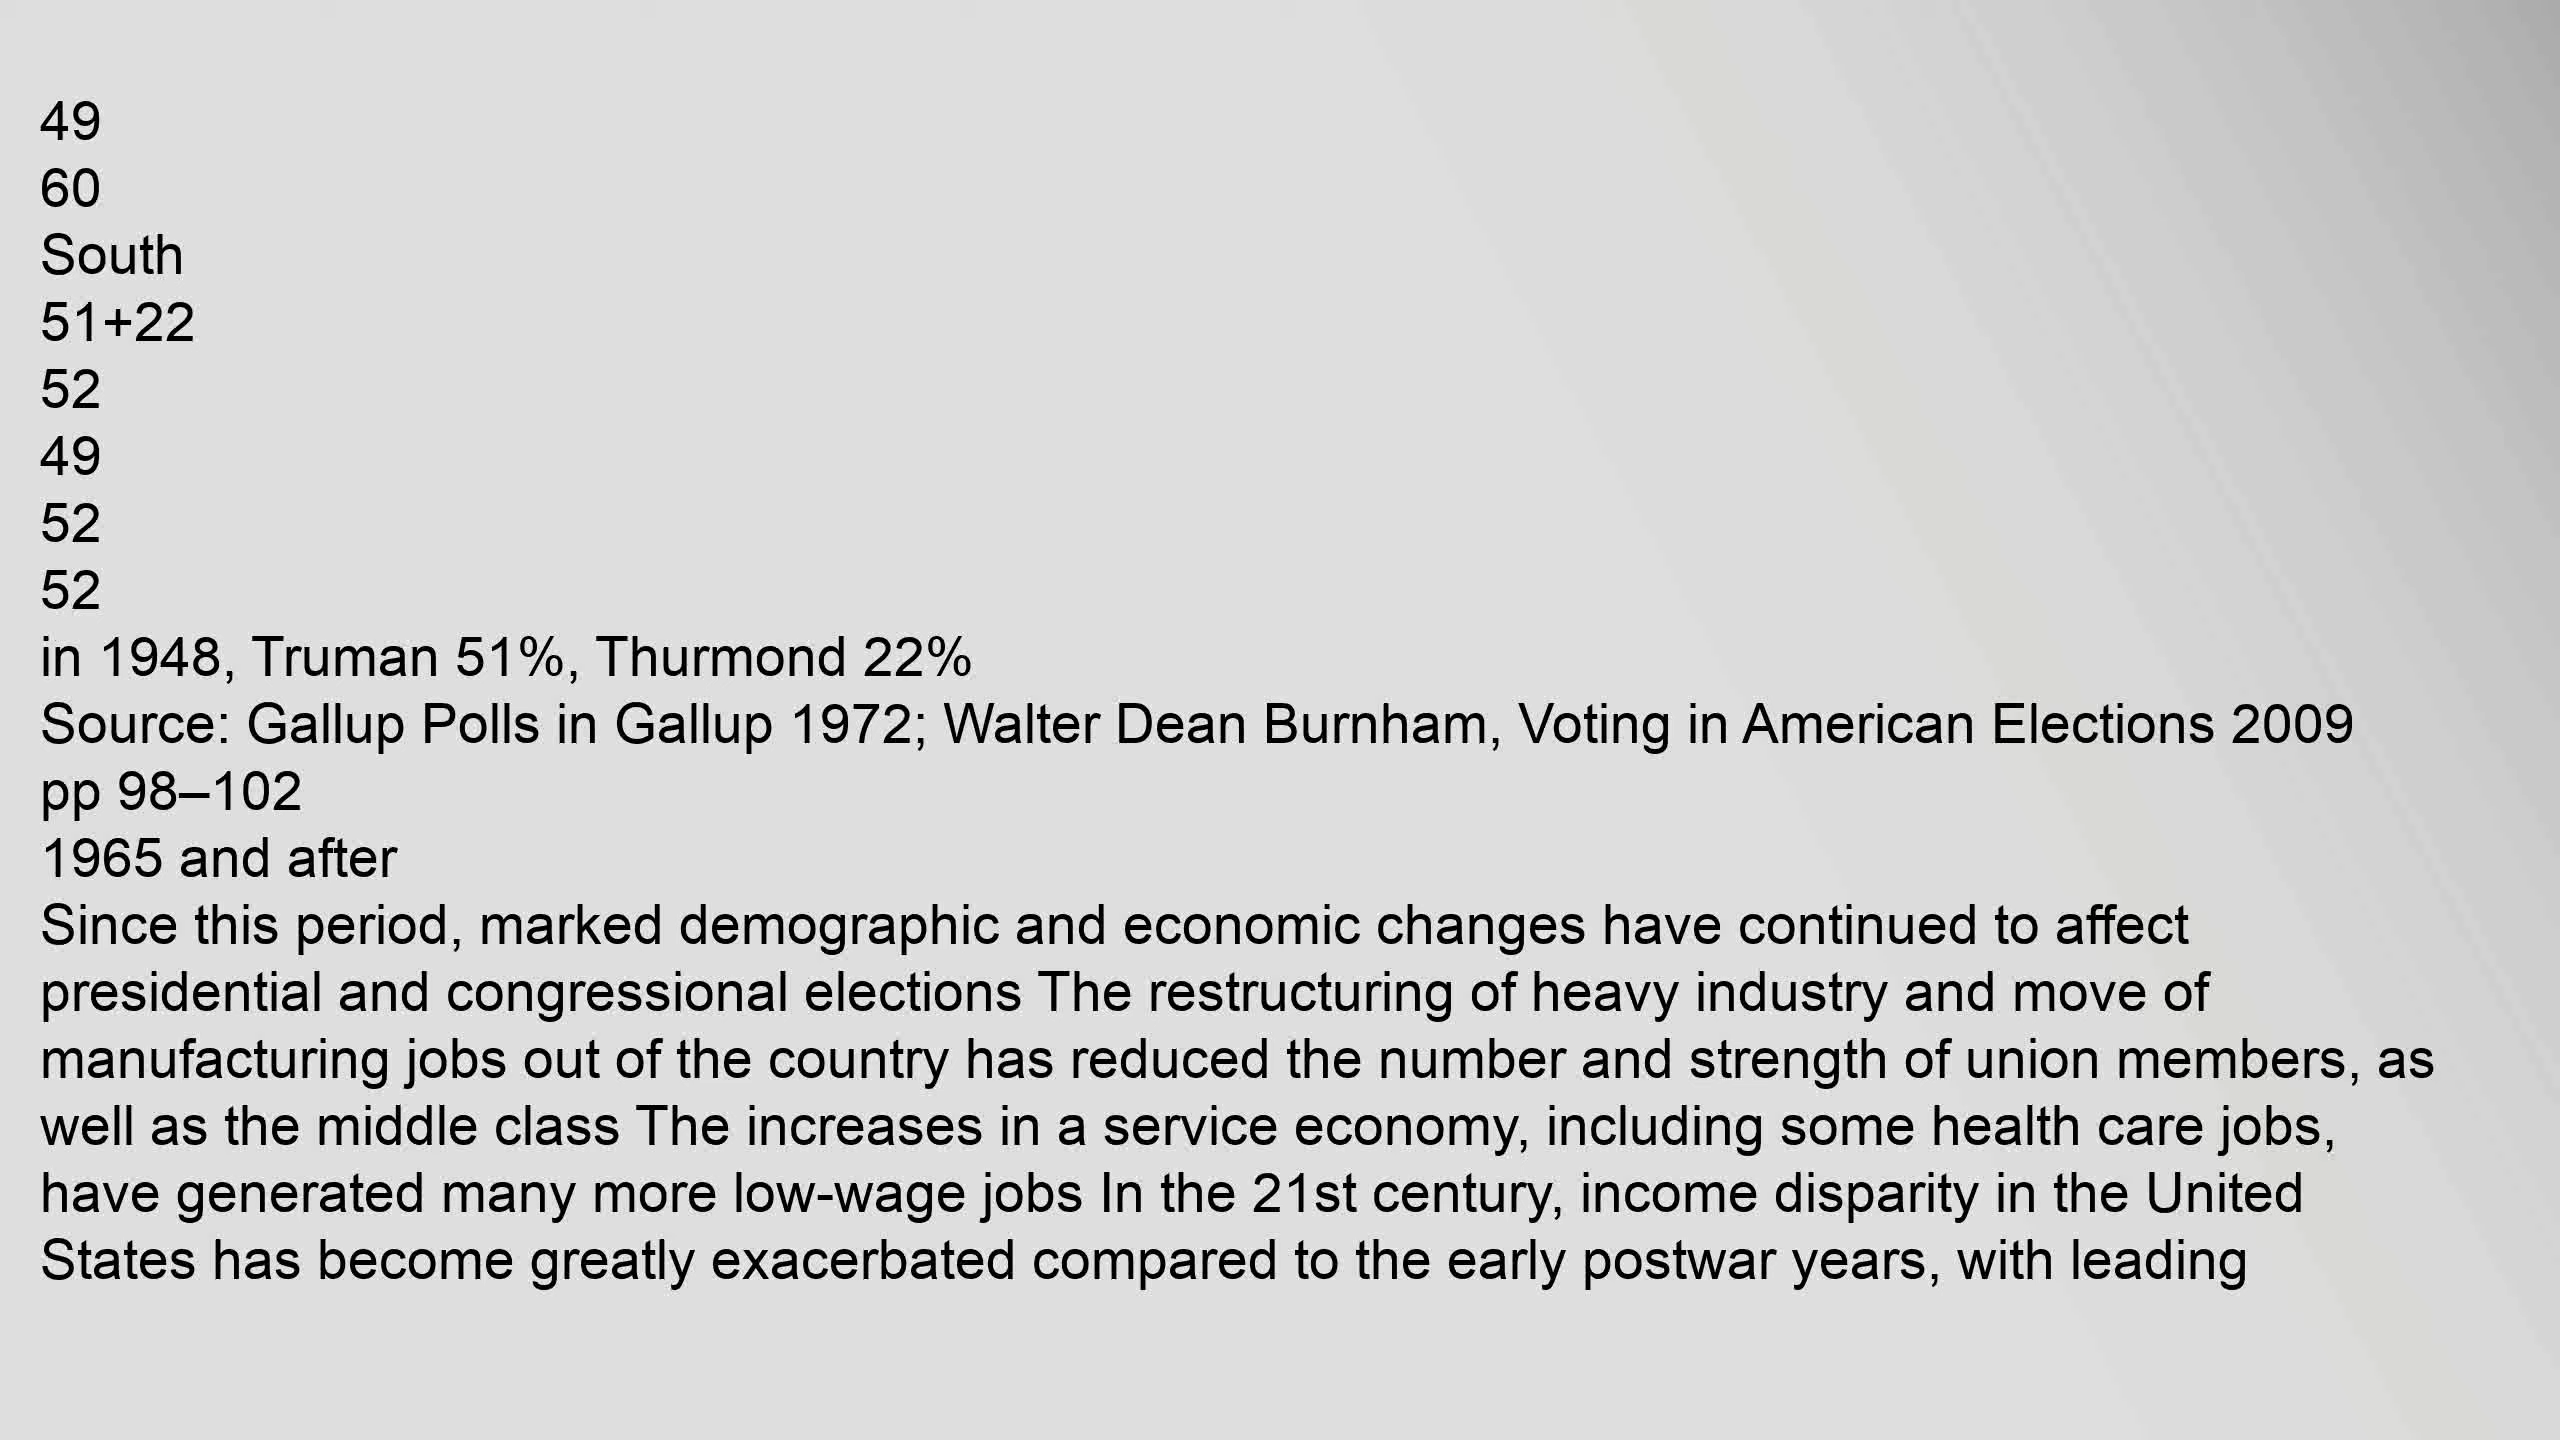 49
60
South
51+22
52
49
52
52
in 1948, Truman 51%, Thurmond 22%
Source: Gallup Polls in Gallup 1972; Walter Dean Burnham, Voting in American Elections 2009
pp 98–102
1965 and after
Since this period, marked demographic and economic changes have continued to affect
presidential and congressional elections The restructuring of heavy industry and move of
manufacturing jobs out of the country has reduced the number and strength of union members, as
well as the middle class The increases in a service economy, including some health care jobs,
have generated many more low-wage jobs In the 21st century, income disparity in the United
States has become greatly exacerbated compared to the early postwar years, with leading